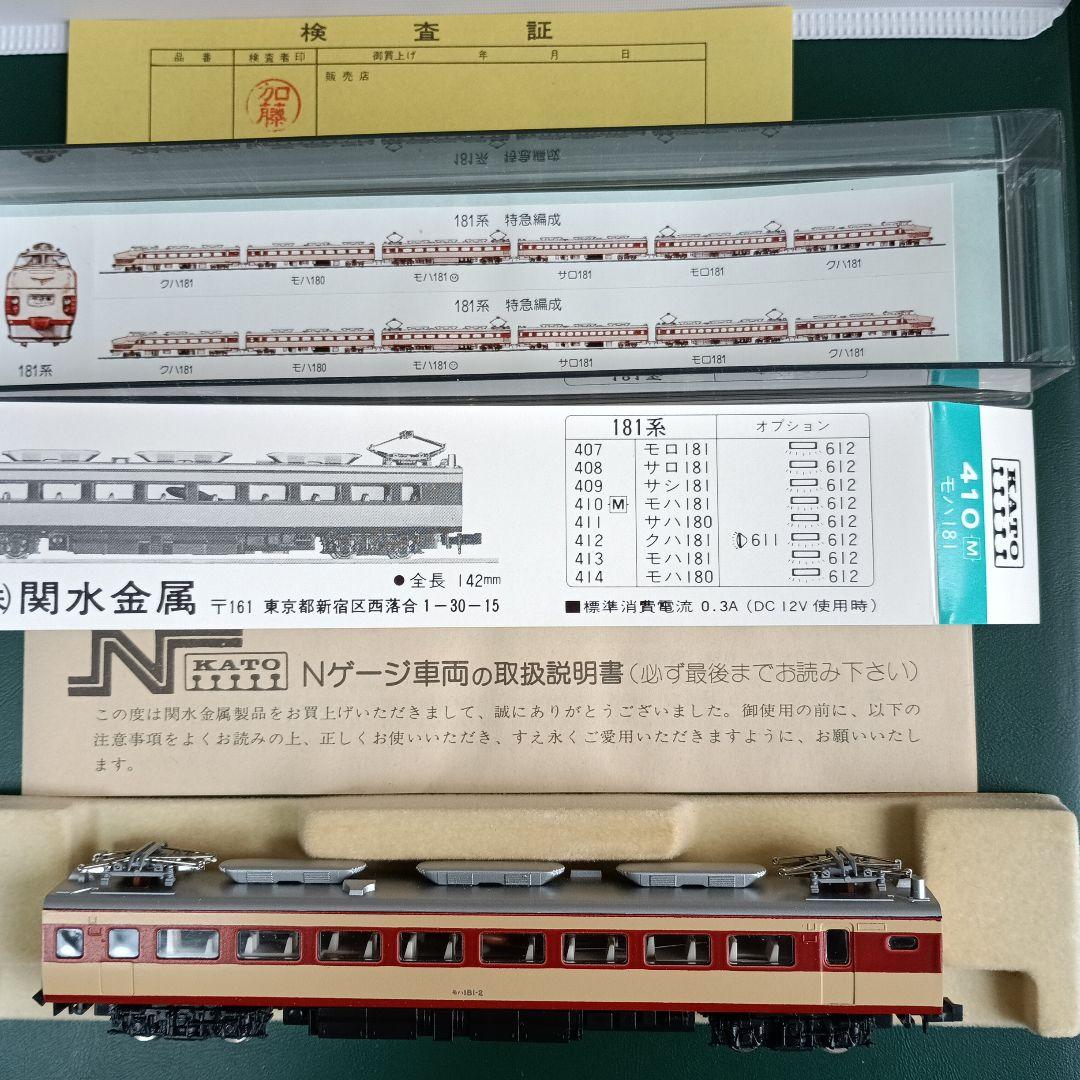 検査証
品番 検査者印 御買上げ 年 月 日
販売店
加藤
181系 特急編成
181系 特急編成
クハ181 モハ180 モハ181 サロ181 モロ181 クハ181
181系 特急編成
クハ181 モハ180 モハ181 サロ181 モロ181 クハ181
181系
181系 オプション
407 モロ181 612
408 サロ181 612
409 サシ181 612
410 M モハ181 612
411 サハ180 612
412 クハ181 611 612
413 モハ181 612
414 モハ180 612
●全長 142mm
関水金属 〒161 東京都新宿区西落合1-30-15
■標準消費電流 0.3A (DC 12V 使用時)
KATO
410 M
モハ181
N KATO Nゲージ車両の取扱説明書(必ず最後までお読み下さい)
この度は関水金属製品をお買上げいただきまして、誠にありがとうございました。御使用の前に、以下の
注意事項をよくお読みの上、正しくお使いいただき、すえ永くご愛用いただきますように、お願いいたし
ます。
モハ181-2